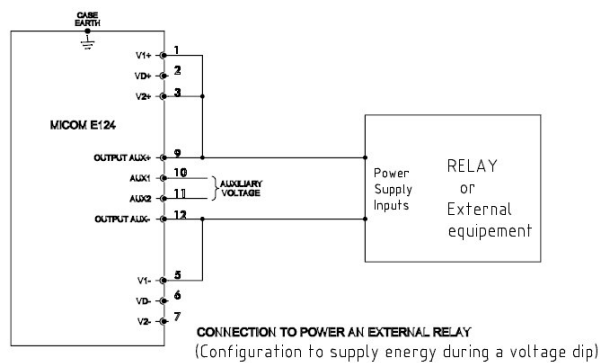 CASE
EARTH
V1+ 1
VD+ 2
V2+ 3
MICOM E124
OUTPUT AUX+ 9
AUX1 10
AUX2 11
AUXILIARY
VOLTAGE
OUTPUT AUX- 12
Power
Supply
Inputs
RELAY
or
External
equipement
V1- 5
VD- 6
V2- 7
CONNECTION TO POWER AN EXTERNAL RELAY
(Configuration to supply energy during a voltage dip)